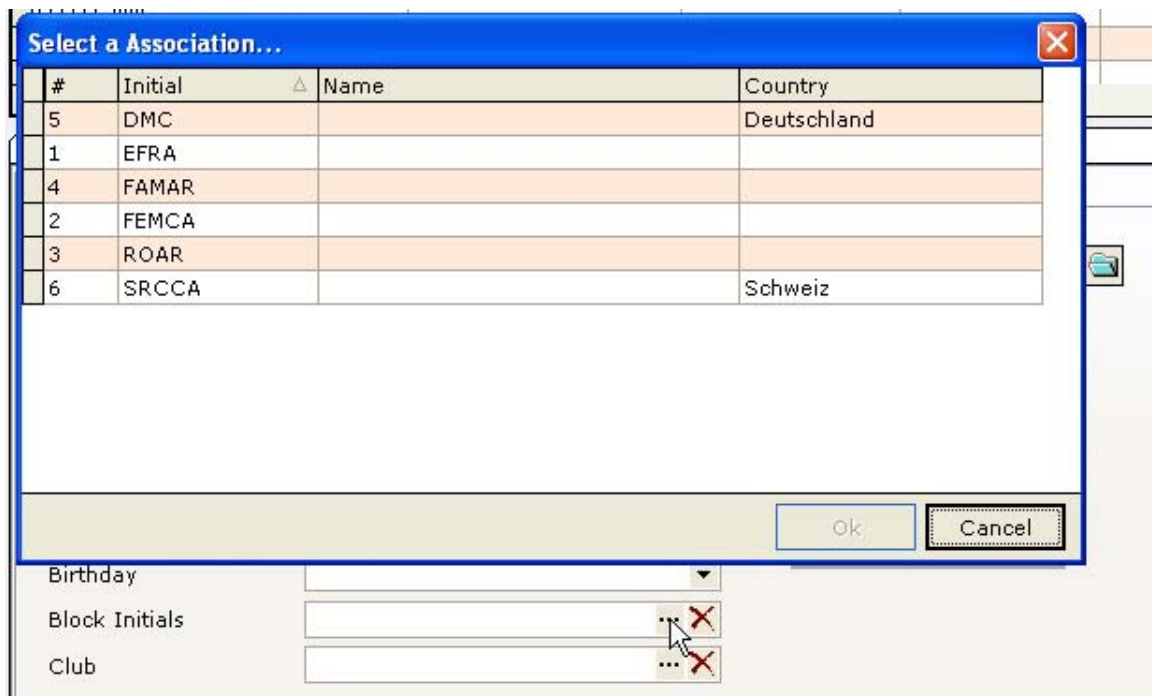 Select a Association...
# Initial Name Country
5 DMC Deutschland
1 EFRA
4 FAMAR
2 FEMCA
3 ROAR
6 SRCCA Schweiz
Ok Cancel
Birthday
Block Initials ...
Club ...